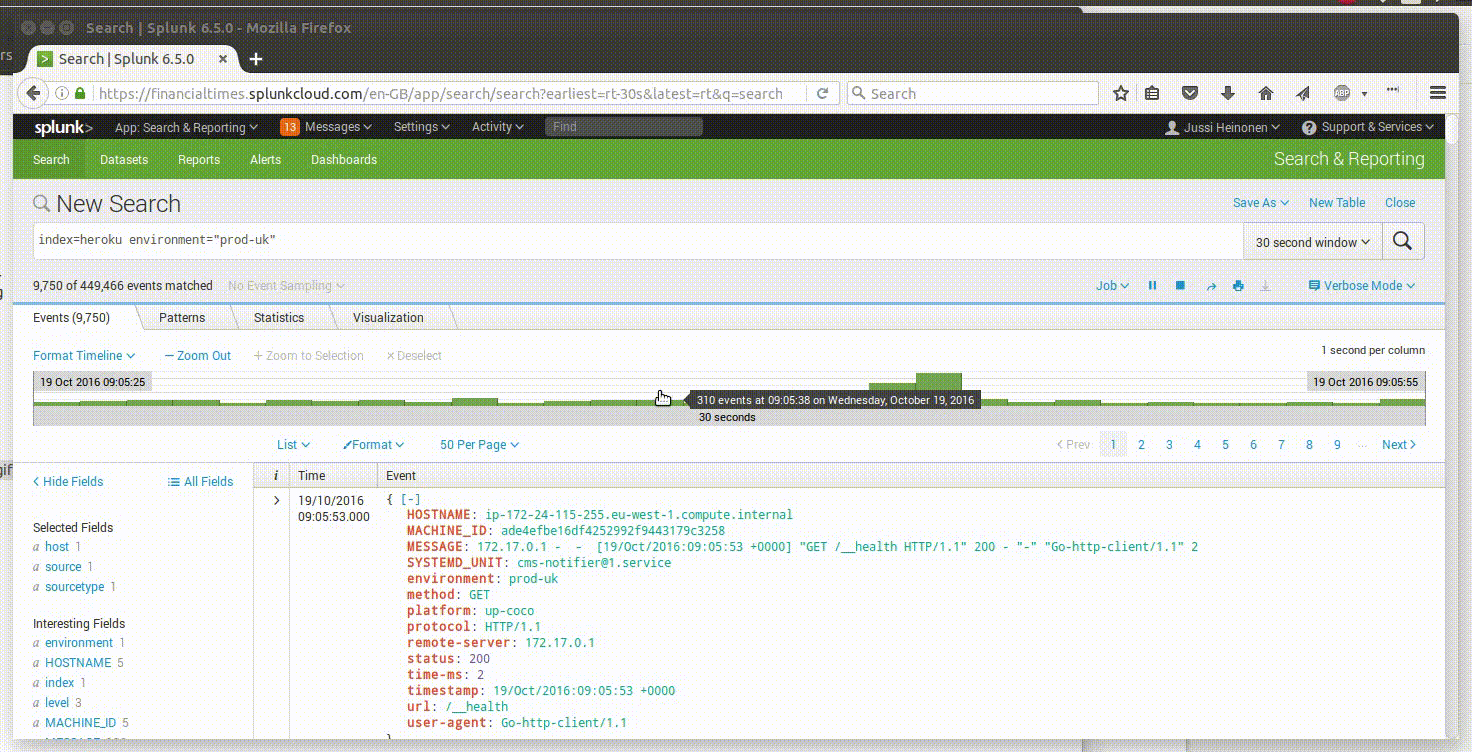 Search | Splunk 6.5.0 - Mozilla Firefox
rs
Search | Splunk 6.5.0 × +
https://financialtimes.splunkcloud.com/en-GB/app/search/search?earliest=rt-30s&latest=rt&q=search Search ABP
splunk> App: Search & Reporting 13 Messages Settings Activity Find Jussi Heinonen Support & Services
Search Datasets Reports Alerts Dashboards Search & Reporting
New Search Save As New Table Close
index=heroku environment="prod-uk" 30 second window
9,750 of 449,466 events matched No Event Sampling Job Verbose Mode
Events (9,750) Patterns Statistics Visualization
Format Timeline — Zoom Out + Zoom to Selection × Deselect 1 second per column
19 Oct 2016 09:05:25 19 Oct 2016 09:05:55
310 events at 09:05:38 on Wednesday, October 19, 2016
30 seconds
List Format 50 Per Page < Prev 1 2 3 4 5 6 7 8 9 ... Next >
gif
< Hide Fields All Fields i Time Event
> 19/10/2016 { [-]
09:05:53.000 HOSTNAME: ip-172-24-115-255.eu-west-1.compute.internal
Selected Fields
a host 1 MACHINE_ID: ade4efbe16df4252992f9443179c3258
MESSAGE: 172.17.0.1 - - [19/Oct/2016:09:05:53 +0000] "GET /__health HTTP/1.1" 200 - "-" "Go-http-client/1.1" 2
a source 1 SYSTEMD_UNIT: cms-notifier@1.service
environment: prod-uk
a sourcetype 1 method: GET
platform: up-coco
Interesting Fields protocol: HTTP/1.1
a environment 1 remote-server: 172.17.0.1
a HOSTNAME 5 status: 200
time-ms: 2
a index 1 timestamp: 19/Oct/2016:09:05:53 +0000
a level 3 url: /__health
a MACHINE_ID 5 user-agent: Go-http-client/1.1
}